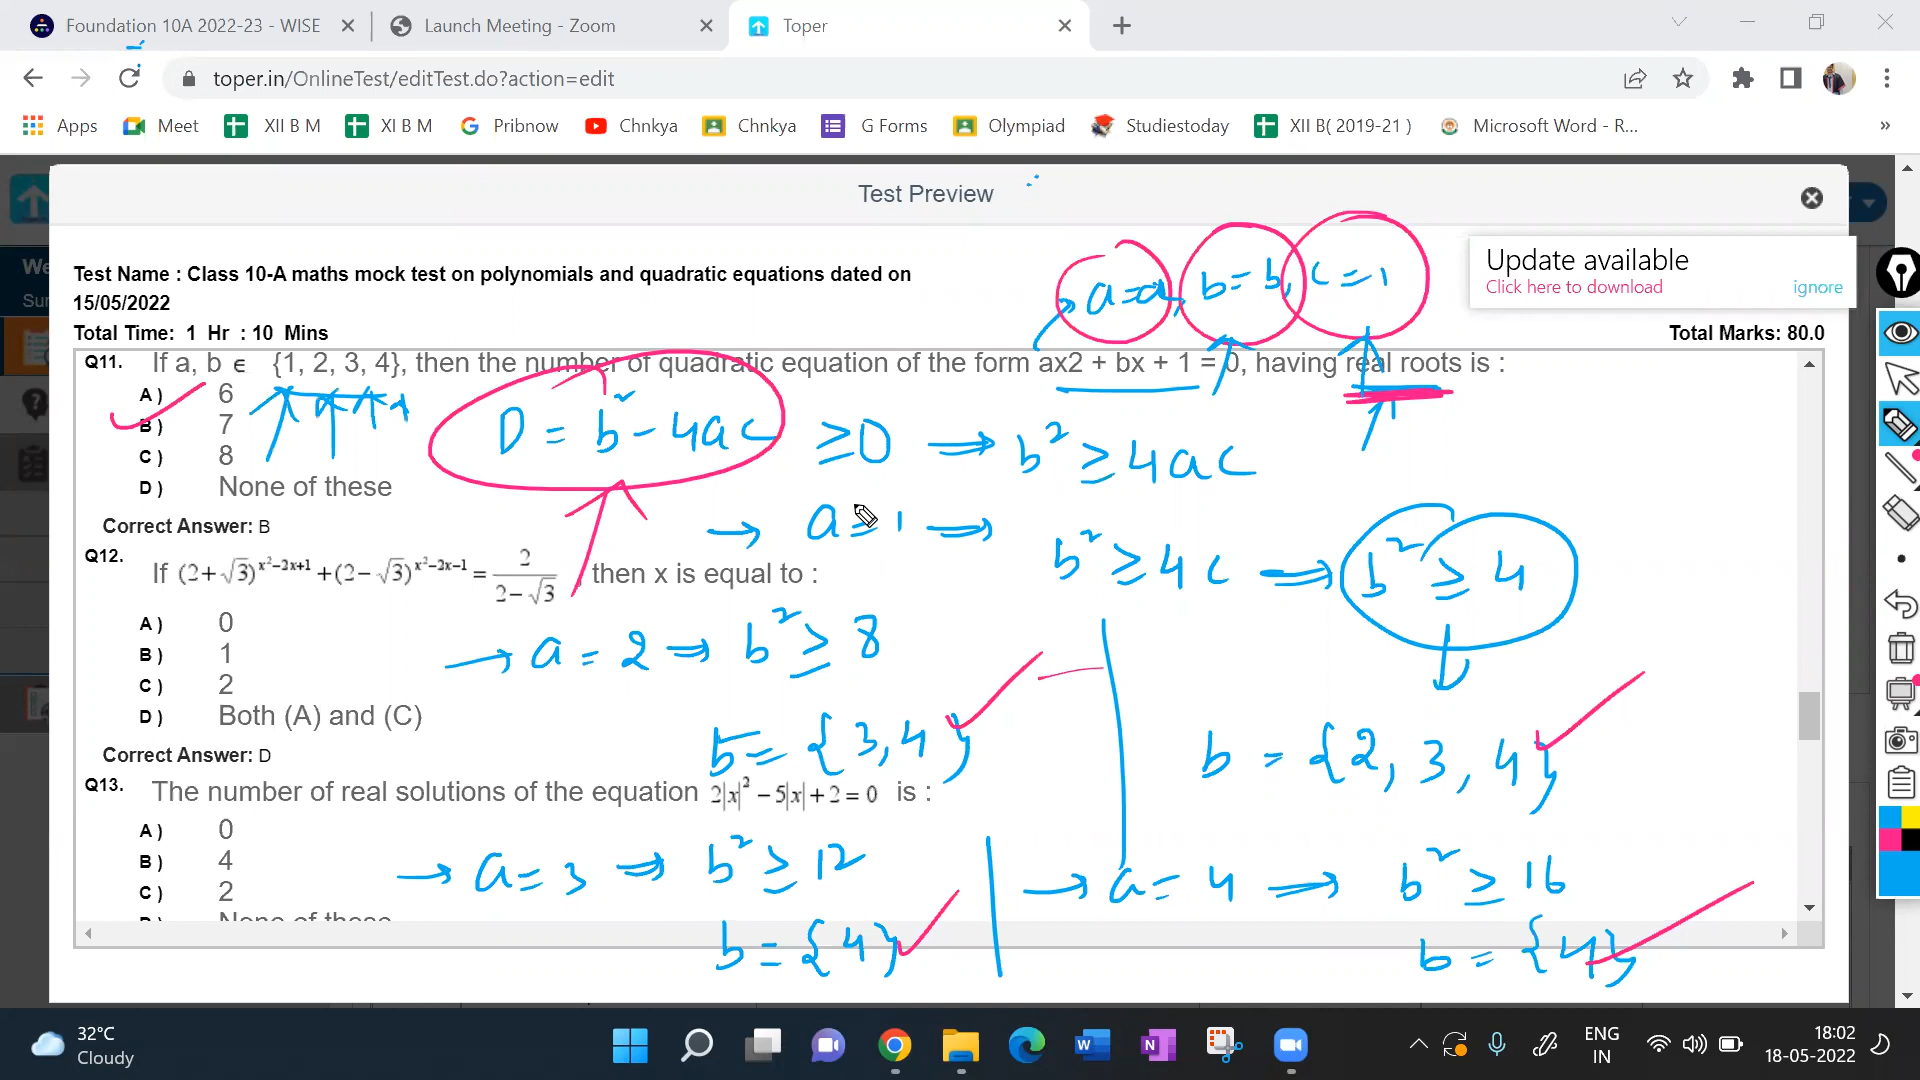 Foundation 10A 2022-23 - WISE
Launch Meeting - Zoom
Toper
toper.in/OnlineTest/editTest.do?action=edit
Apps
Meet
XII B M
XI B M
Pribnow
Chnkya
Chnkya
G Forms
Olympiad
Studiestoday
XII B( 2019-21 )
Microsoft Word - R...
»
Test Preview
Test Name : Class 10-A maths mock test on polynomials and quadratic equations dated on
15/05/2022
Total Time: 1 Hr : 10 Mins
Total Marks: 80.0
a=a, b=b, c=1
Update available
Click here to download
ignore
Q11. If a, b ∈ {1, 2, 3, 4}, then the number of quadratic equation of the form ax2 + bx + 1 = 0, having real roots is :
A) 6
B) 7
C) 8
D) None of these
D = b² - 4ac ≥0 ⇒ b² ≥ 4ac
→ a = 1 ⇒ b² ≥ 4c ⇒ b² ≥ 4
Correct Answer: B
Q12. If (2+√3)^{x²-2x+1} + (2-√3)^{x²-2x-1} = 2/(2-√3), then x is equal to :
A) 0
B) 1
C) 2
D) Both (A) and (C)
→ a = 2 ⇒ b² ≥ 8
b = {3,4}
b = {2, 3, 4}
Correct Answer: D
Q13. The number of real solutions of the equation 2|x|² - 5|x| + 2 = 0 is :
A) 0
B) 4
C) 2
None of these
→ a = 3 ⇒ b² ≥ 12
b = {4}
→ a = 4 ⇒ b² ≥ 16
b = {4}
32°C
Cloudy
ENG
IN
18:02
18-05-2022